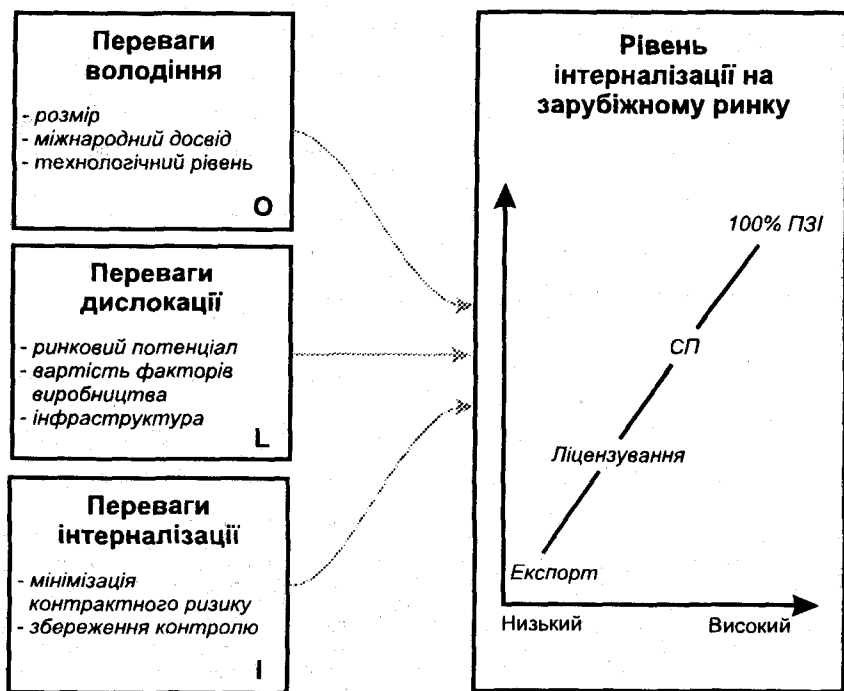 Переваги
володіння
- розмір
- міжнародний досвід
- технологічний рівень
O
Переваги
дислокації
- ринковий потенціал
- вартість факторів
виробництва
- інфраструктура
L
Переваги
інтерналізації
- мінімізація
контрактного ризику
- збереження контролю
I
Рівень
інтерналізації на
зарубіжному ринку
100% ПЗІ
СП
Ліцензування
Експорт
Низький
Високий